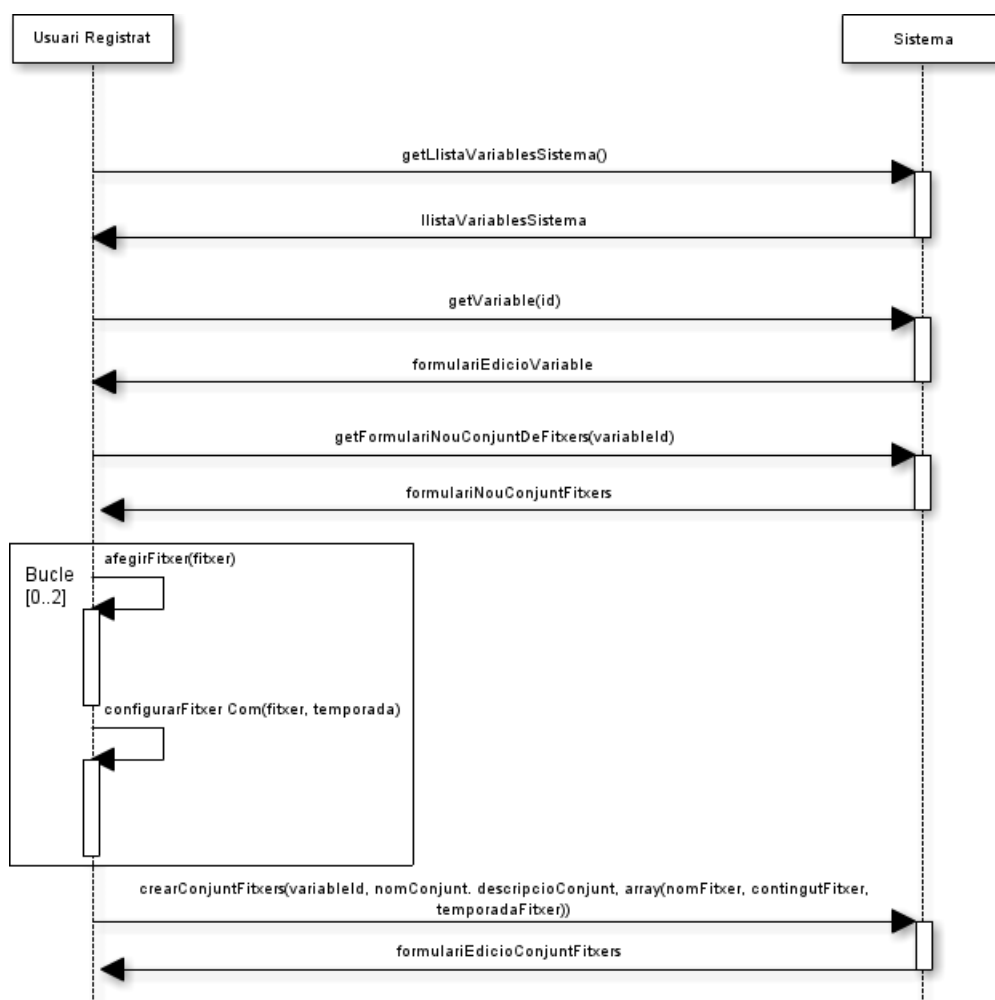 Usuari Registrat
Sistema
getLlistaVariablesSistema()
llistaVariablesSistema
getVariable(id)
formulariEdicioVariable
getFormulariNouConjuntDeFitxers(variableId)
formulariNouConjuntFitxers
afegirFitxer(fitxer)
Bucle
[0..2]
configurarFitxer Com(fitxer, temporada)
crearConjuntFitxers(variableId, nomConjunt. descripcioConjunt, array(nomFitxer, contingutFitxer,
temporadaFitxer))
formulariEdicioConjuntFitxers